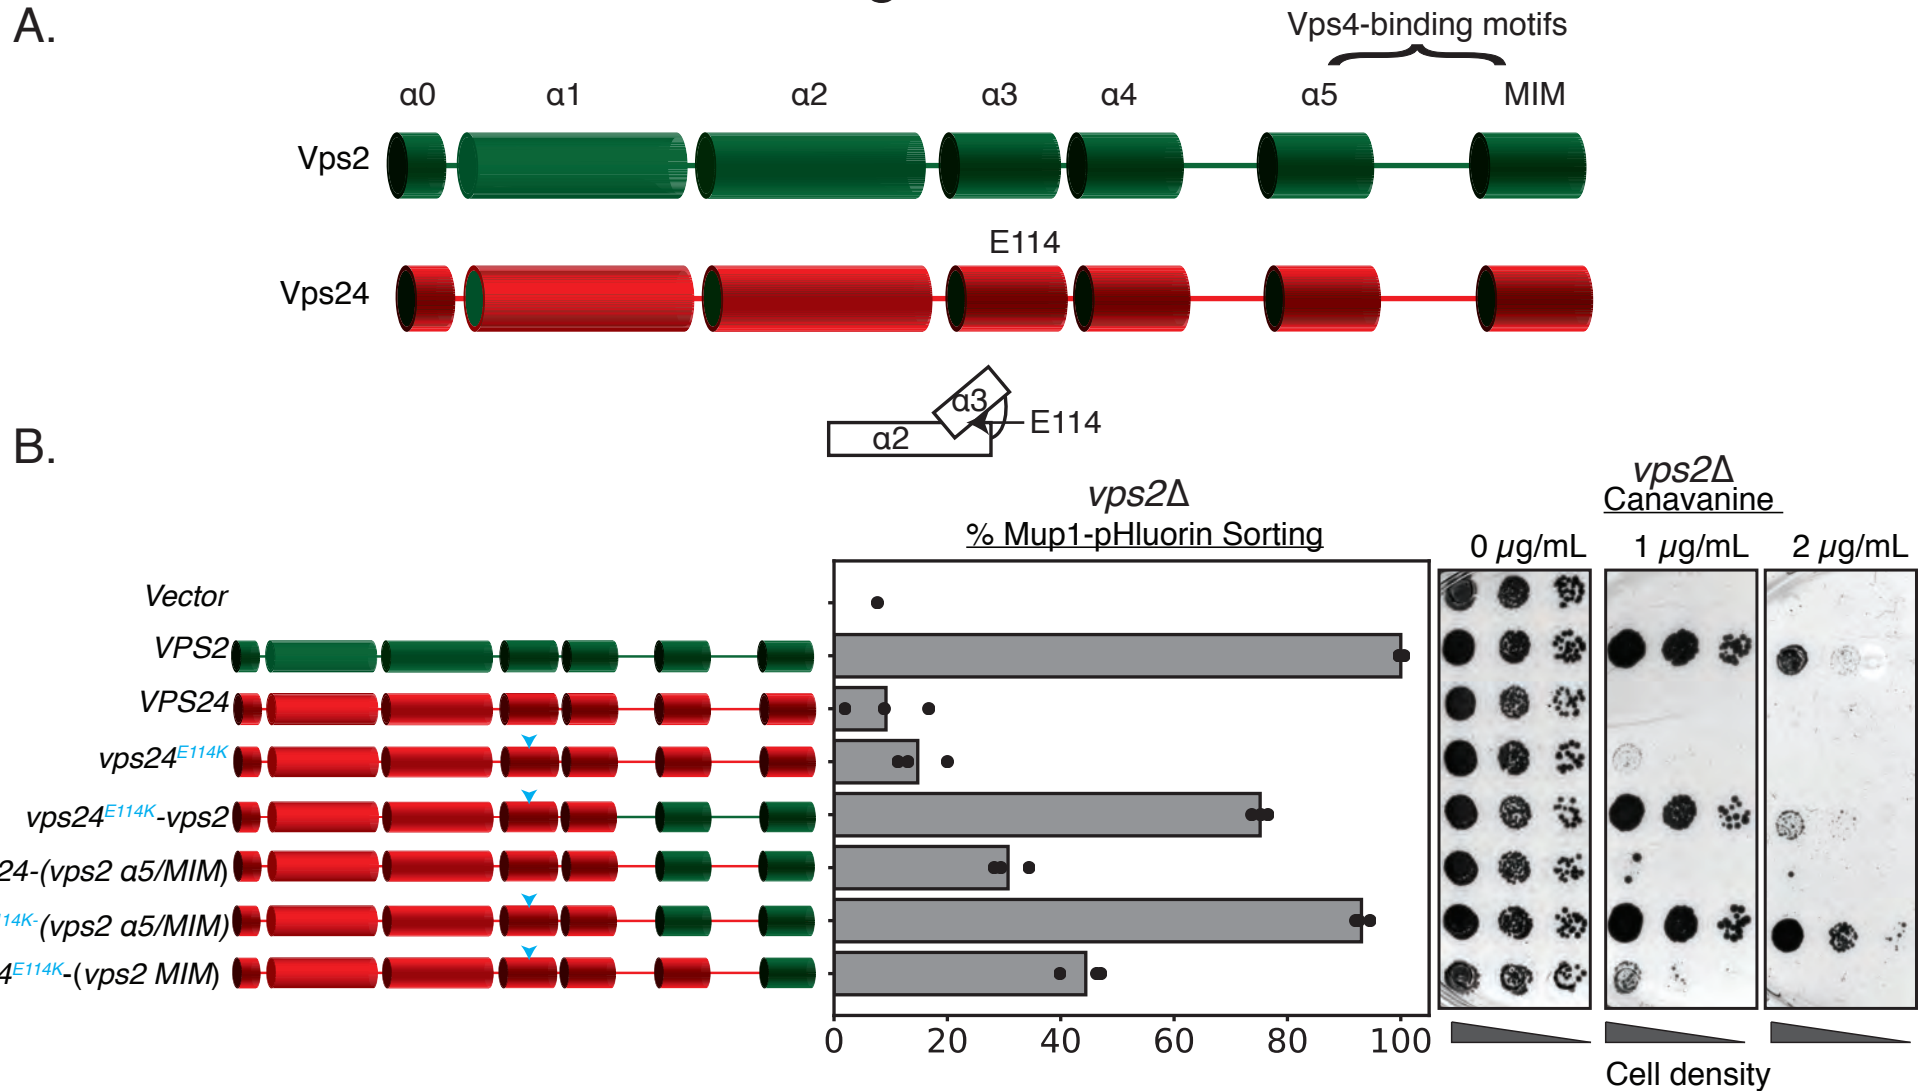 A.
Vps4-binding motifs
α0 α1 α2 α3 α4 α5 MIM
Vps2
E114
Vps24
α3
E114
α2
B.
vps2Δ
% Mup1-pHluorin Sorting
vps2Δ
Canavanine
0 µg/mL 1 µg/mL 2 µg/mL
Vector
VPS2
VPS24
vps24E114K
vps24E114K-vps2
24-(vps2 α5/MIM)
14K-(vps2 α5/MIM)
4E114K-(vps2 MIM)
0 20 40 60 80 100
Cell density